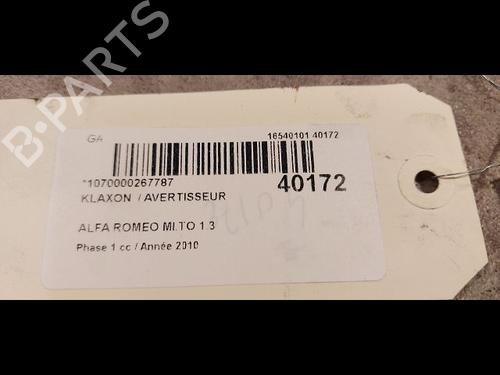 B-PARTS
GA
16540101 40172
*1070000267787
40172
KLAXON / AVERTISSEUR
ALFA ROMEO MI.TO 1.3
Phase 1 cc / Année 2010